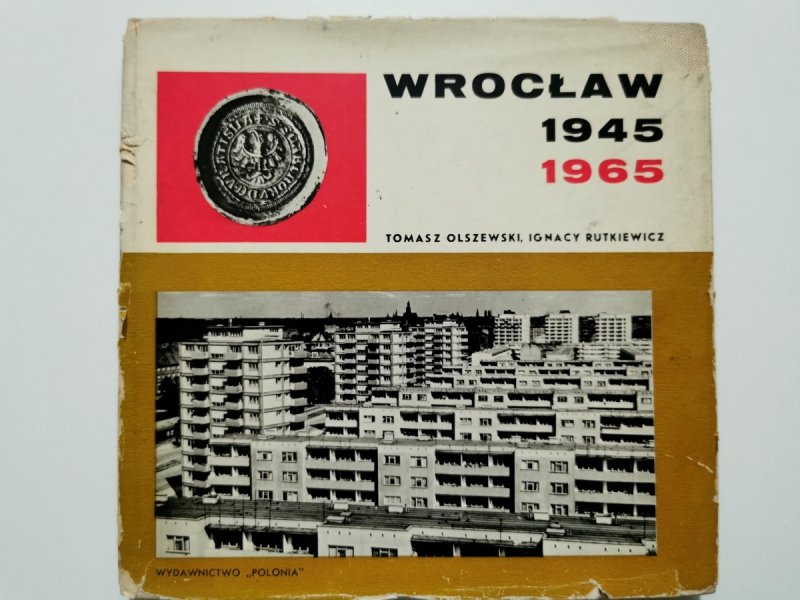 WROCŁAW
1945
1965
TOMASZ OLSZEWSKI, IGNACY RUTKIEWICZ
WYDAWNICTWO „POLONIA"